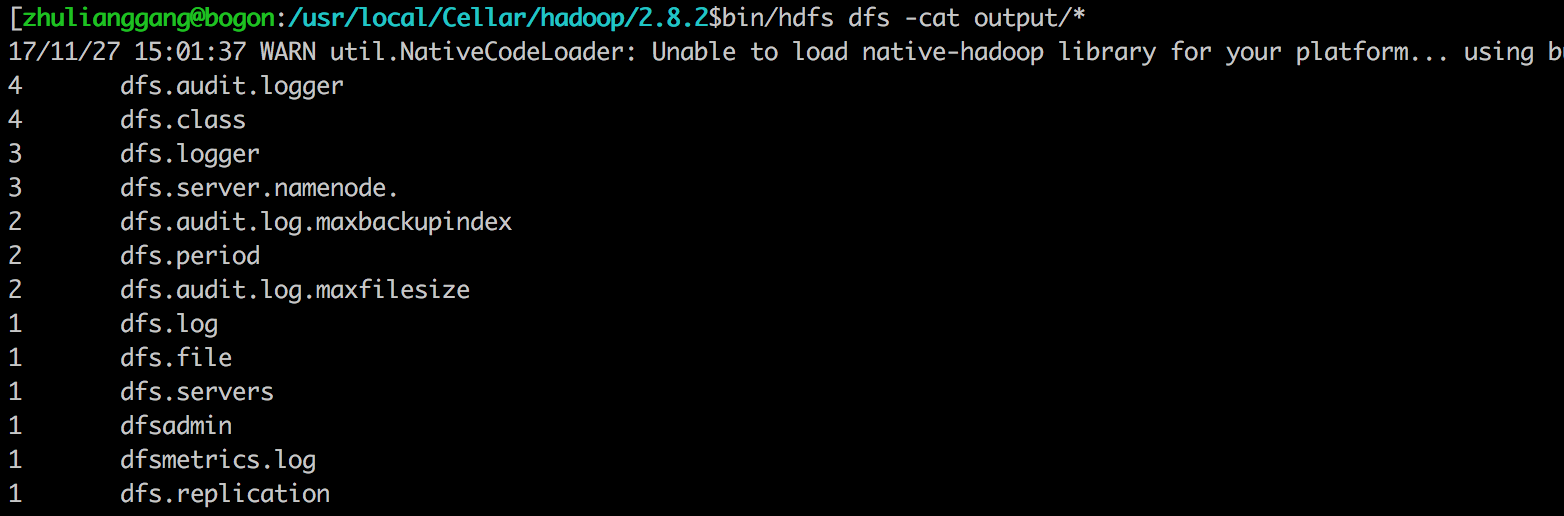 [zhulianggang@bogon:/usr/local/Cellar/hadoop/2.8.2$bin/hdfs dfs -cat output/*
17/11/27 15:01:37 WARN util.NativeCodeLoader: Unable to load native-hadoop library for your platform... using
4 dfs.audit.logger
4 dfs.class
3 dfs.logger
3 dfs.server.namenode.
2 dfs.audit.log.maxbackupindex
2 dfs.period
2 dfs.audit.log.maxfilesize
1 dfs.log
1 dfs.file
1 dfs.servers
1 dfsadmin
1 dfsmetrics.log
1 dfs.replication